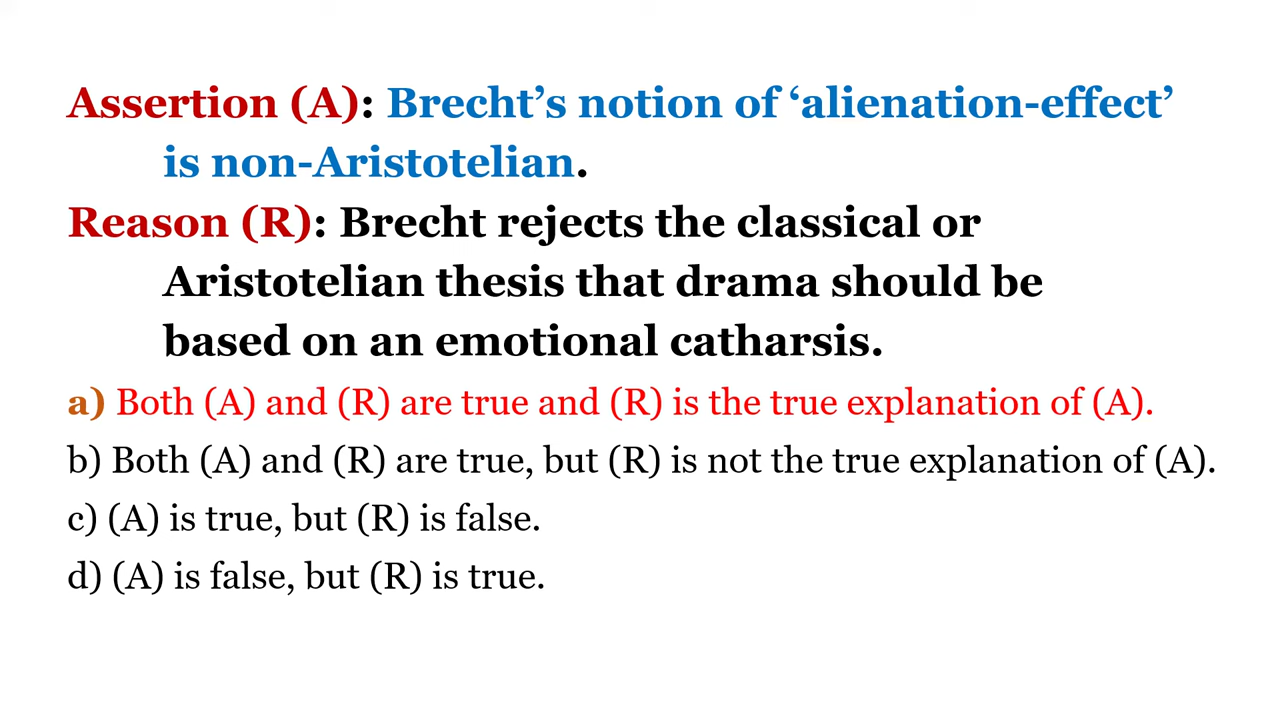 Assertion (A): Brecht’s notion of ‘alienation-effect’
is non-Aristotelian.
Reason (R): Brecht rejects the classical or
Aristotelian thesis that drama should be
based on an emotional catharsis.
a) Both (A) and (R) are true and (R) is the true explanation of (A).
b) Both (A) and (R) are true, but (R) is not the true explanation of (A).
c) (A) is true, but (R) is false.
d) (A) is false, but (R) is true.